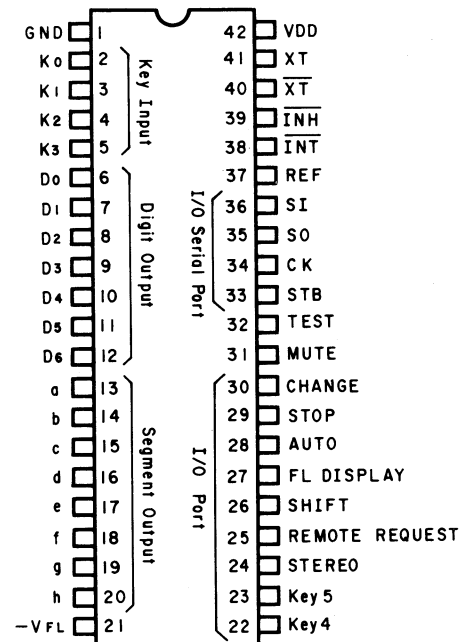 GND 1 42 VDD
K0 2 41 XT
K1 3 40 X̅T̅
K2 4 39 I̅N̅H̅
K3 5 38 I̅N̅T̅
Key Input
D0 6 37 REF
D1 7 36 SI
D2 8 35 SO
D3 9 34 CK
D4 10 33 STB
Digit Output
I/O Serial Port
D5 11 32 TEST
D6 12 31 MUTE
a 13 30 CHANGE
b 14 29 STOP
c 15 28 AUTO
d 16 27 FL DISPLAY
e 17 26 SHIFT
f 18 25 REMOTE REQUEST
g 19 24 STEREO
h 20 23 Key 5
Segment Output
I/O Port
-VFL 21 22 Key 4